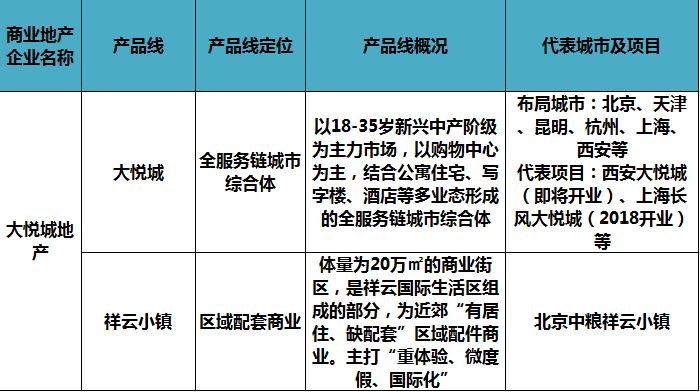 商业地产
企业名称
产品线
产品线定位
产品线概况
代表城市及项目
大悦城地
产
大悦城
全服务链城市
综合体
以18-35岁新兴中产阶级
为主力市场，以购物中心
为主，结合公寓住宅、写
字楼、酒店等多业态形成
的全服务链城市综合体
布局城市：北京、天津
、昆明、杭州、上海、
西安等
代表项目：西安大悦城
（即将开业）、上海长
风大悦城（2018开业）
等
祥云小镇
区域配套商业
体量为20万㎡的商业街
区，是祥云国际生活区组
成的部分，为近郊“有居
住、缺配套”区域配件商
业。主打“重体验、微度
假、国际化”
北京中粮祥云小镇